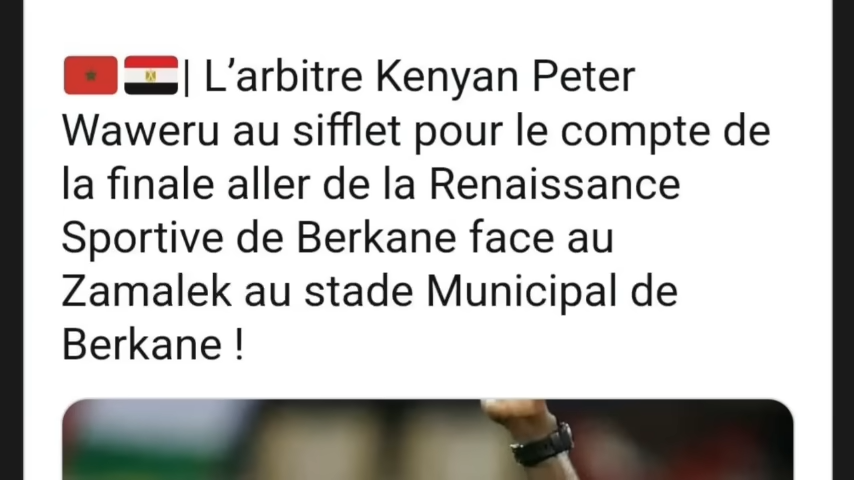 🇲🇦🇪🇬| L’arbitre Kenyan Peter
Waweru au sifflet pour le compte de
la finale aller de la Renaissance
Sportive de Berkane face au
Zamalek au stade Municipal de
Berkane !